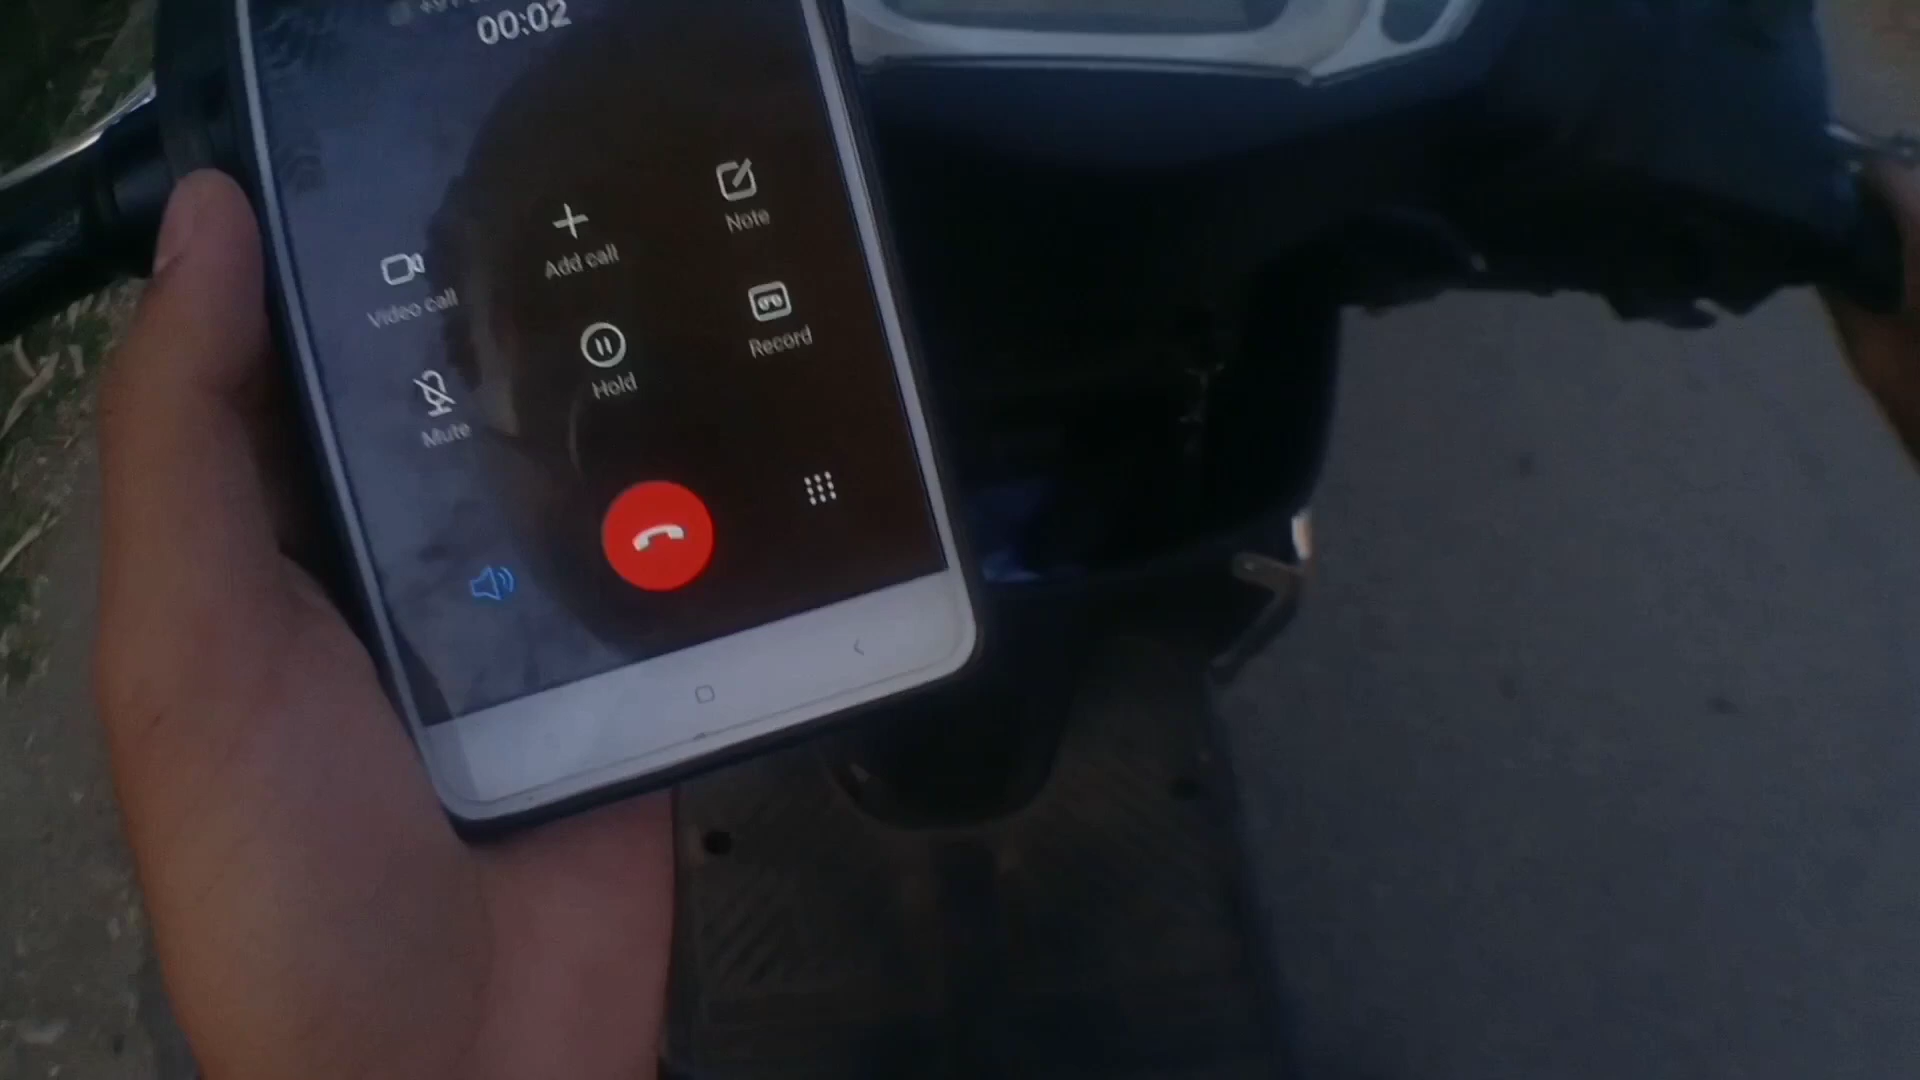 00:02
Video call
Add call
Note
Mute
Hold
Record